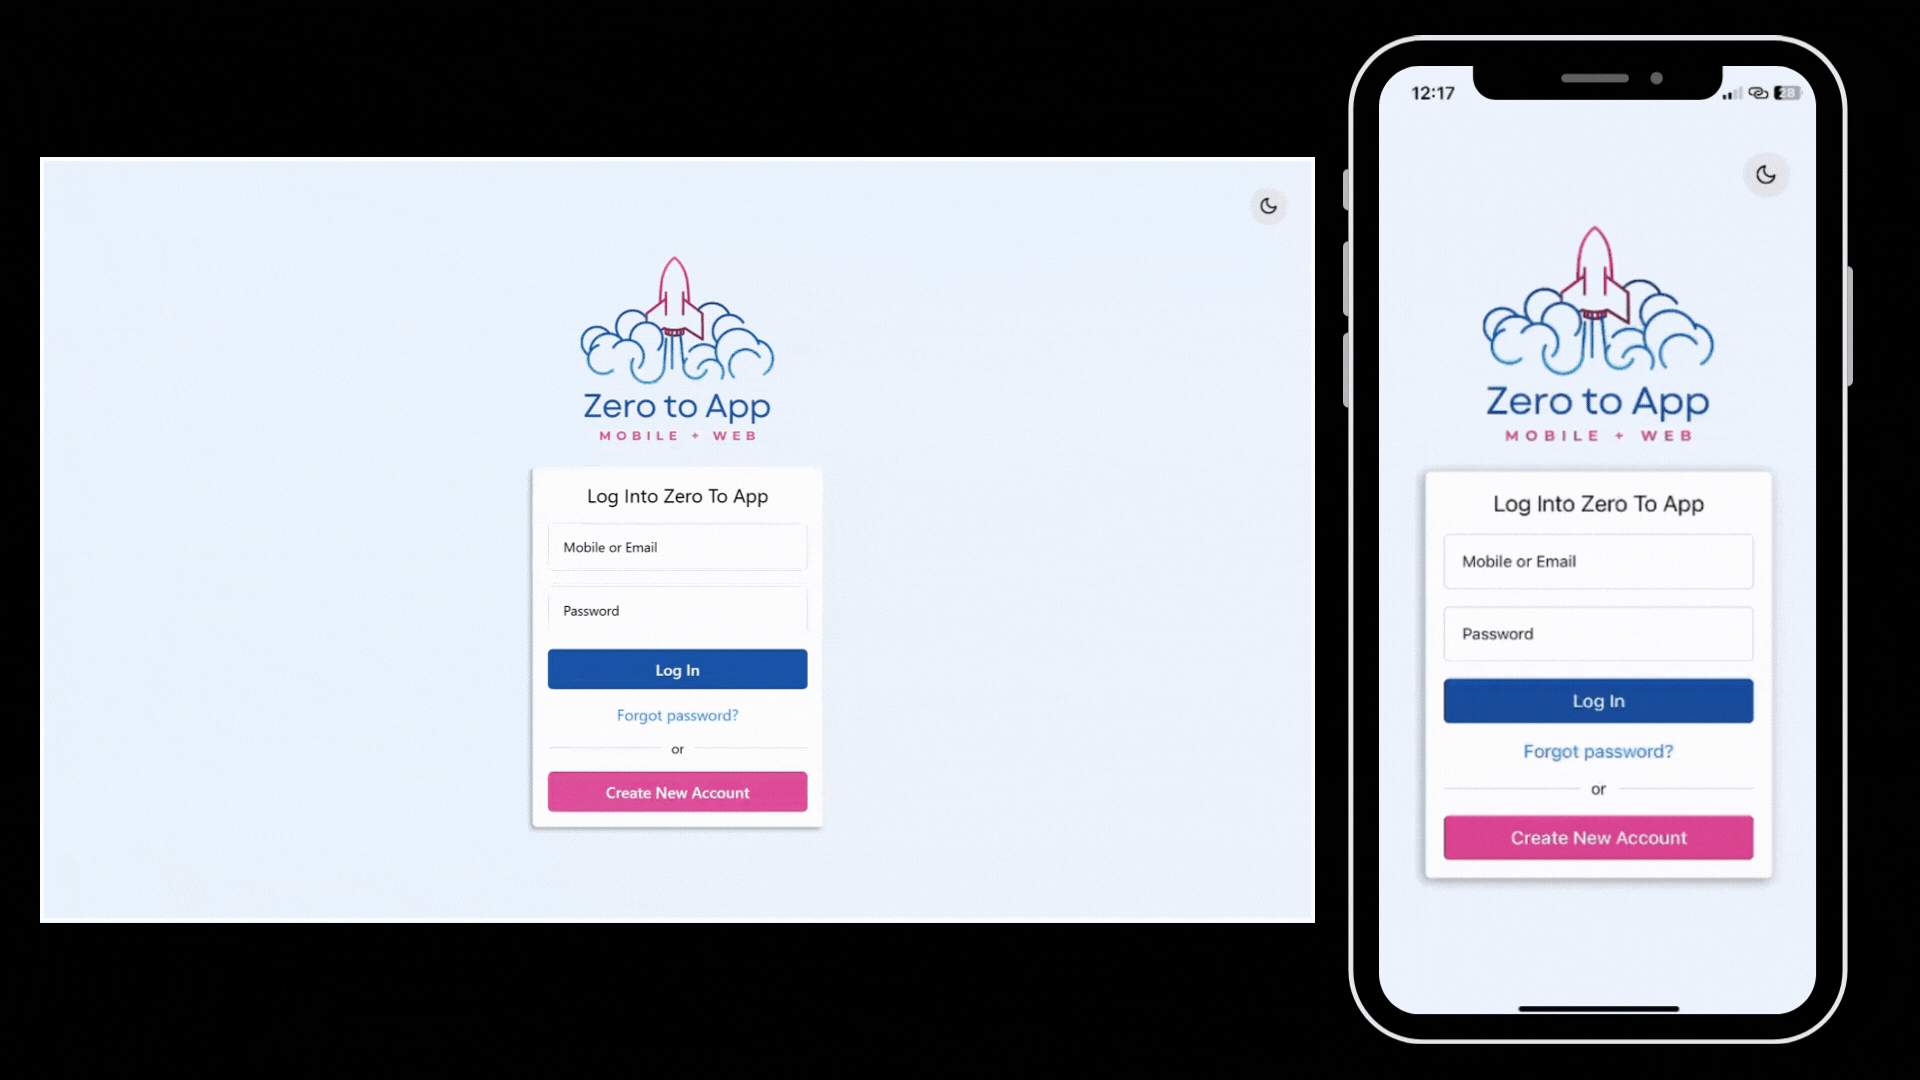 Zero to App
MOBILE + WEB
Log Into Zero To App
Mobile or Email
Password
Log In
Forgot password?
or
Create New Account
12:17
28
Zero to App
MOBILE + WEB
Log Into Zero To App
Mobile or Email
Password
Log In
Forgot password?
or
Create New Account